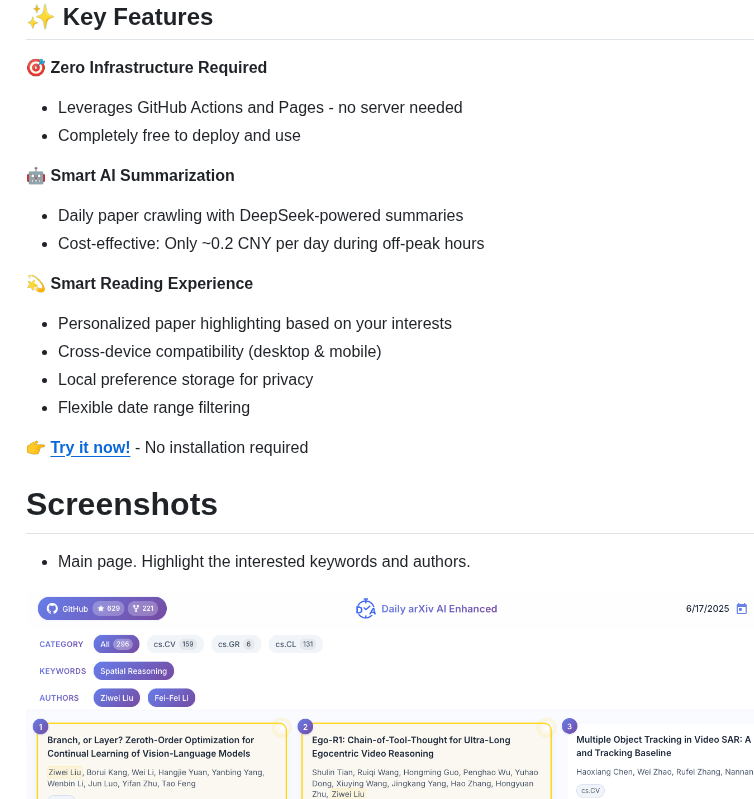 ✨ Key Features
🎯 Zero Infrastructure Required
• Leverages GitHub Actions and Pages - no server needed
• Completely free to deploy and use
🤖 Smart AI Summarization
• Daily paper crawling with DeepSeek-powered summaries
• Cost-effective: Only ~0.2 CNY per day during off-peak hours
💫 Smart Reading Experience
• Personalized paper highlighting based on your interests
• Cross-device compatibility (desktop & mobile)
• Local preference storage for privacy
• Flexible date range filtering
👉 Try it now! - No installation required
Screenshots
• Main page. Highlight the interested keywords and authors.
GitHub 629 221 Daily arXiv AI Enhanced 6/17/2025
CATEGORY All 296 cs.CV 159 cs.GR 6 cs.CL 131
KEYWORDS Spatial Reasoning
AUTHORS Ziwei Liu Fei-Fei Li
1
Branch, or Layer? Zeroth-Order Optimization for
Continual Learning of Vision-Language Models
Ziwei Liu, Borui Kang, Wei Li, Hangjie Yuan, Yanbing Yang,
Wenbin Li, Jun Luo, Yifan Zhu, Tao Feng
2
Ego-R1: Chain-of-Tool-Thought for Ultra-Long
Egocentric Video Reasoning
Shulin Tian, Ruiqi Wang, Hongming Guo, Penghao Wu, Yuhao
Dong, Xiuying Wang, Jingkang Yang, Hao Zhang, Hongyuan
Zhu, Ziwei Liu
3
Multiple Object Tracking in Video SAR: A
and Tracking Baseline
Haoxiang Chen, Wei Zhao, Rufei Zhang, Nannan
cs.CV